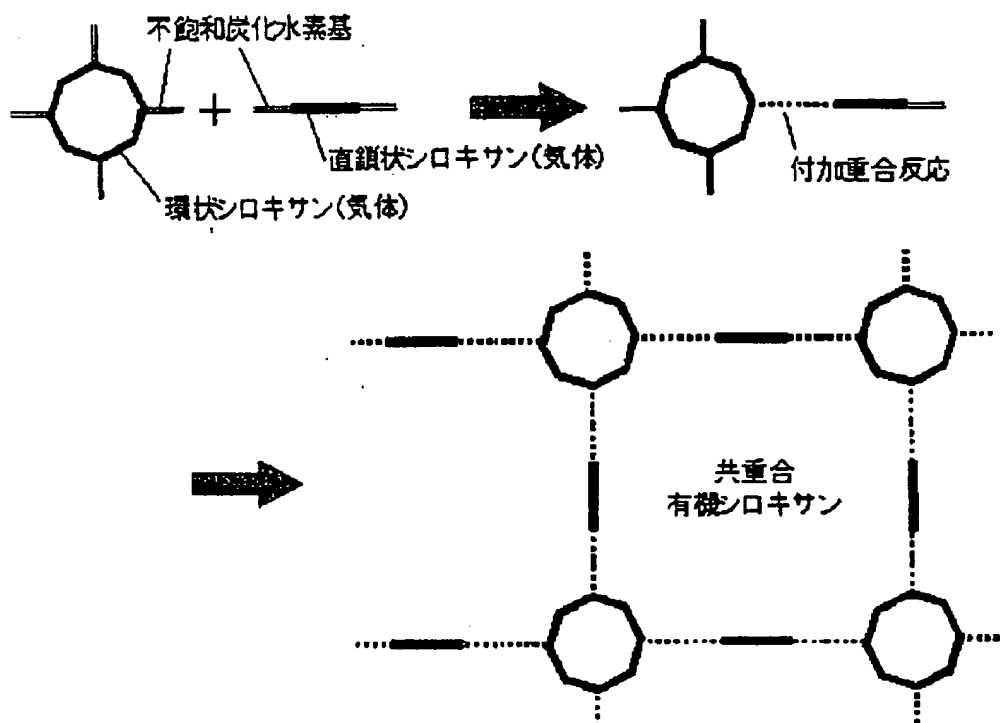 不飽和炭化水素基
直鎖状シロキサン(気体)
環状シロキサン(気体)
付加重合反応
共重合
有機シロキサン